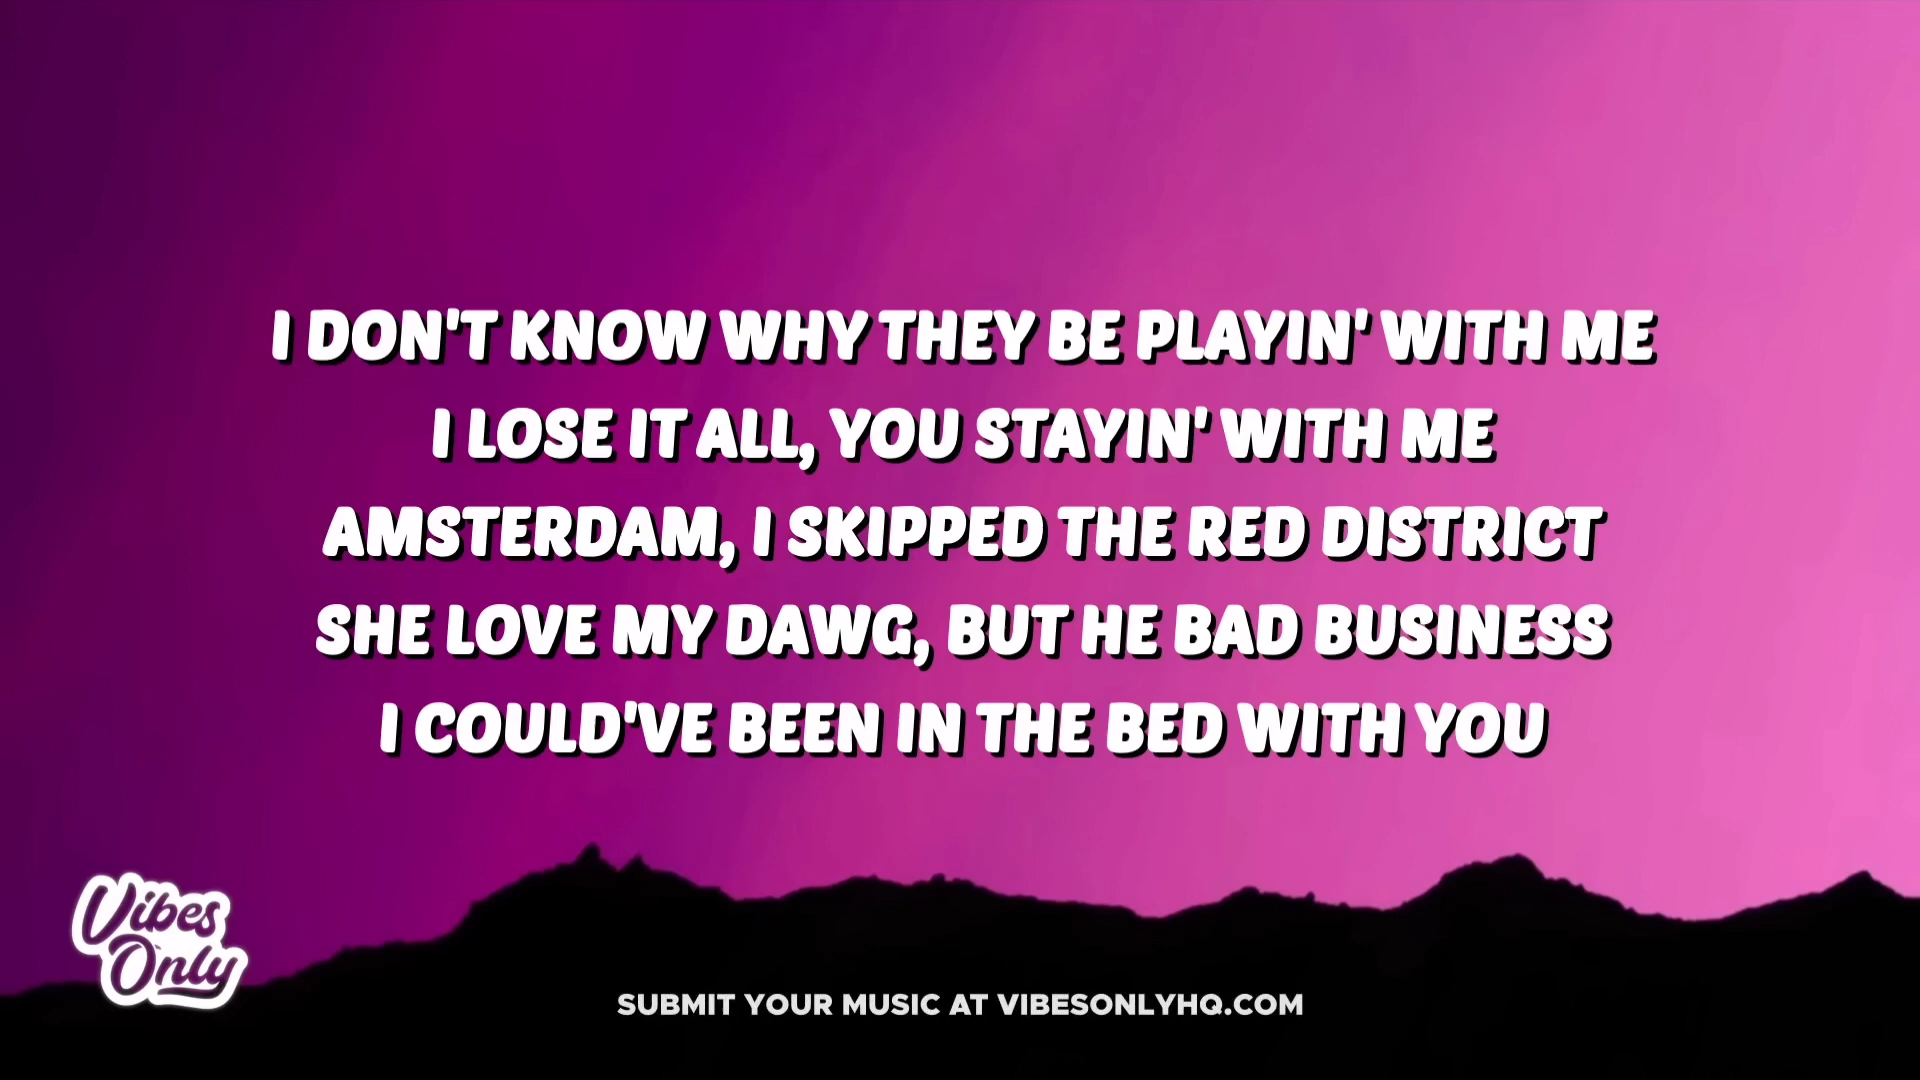 I DON'T KNOW WHY THEY BE PLAYIN' WITH ME
I LOSE IT ALL, YOU STAYIN' WITH ME
AMSTERDAM, I SKIPPED THE RED DISTRICT
SHE LOVE MY DAWG, BUT HE BAD BUSINESS
I COULD'VE BEEN IN THE BED WITH YOU
Vibes
Only
SUBMIT YOUR MUSIC AT VIBESONLYHQ.COM